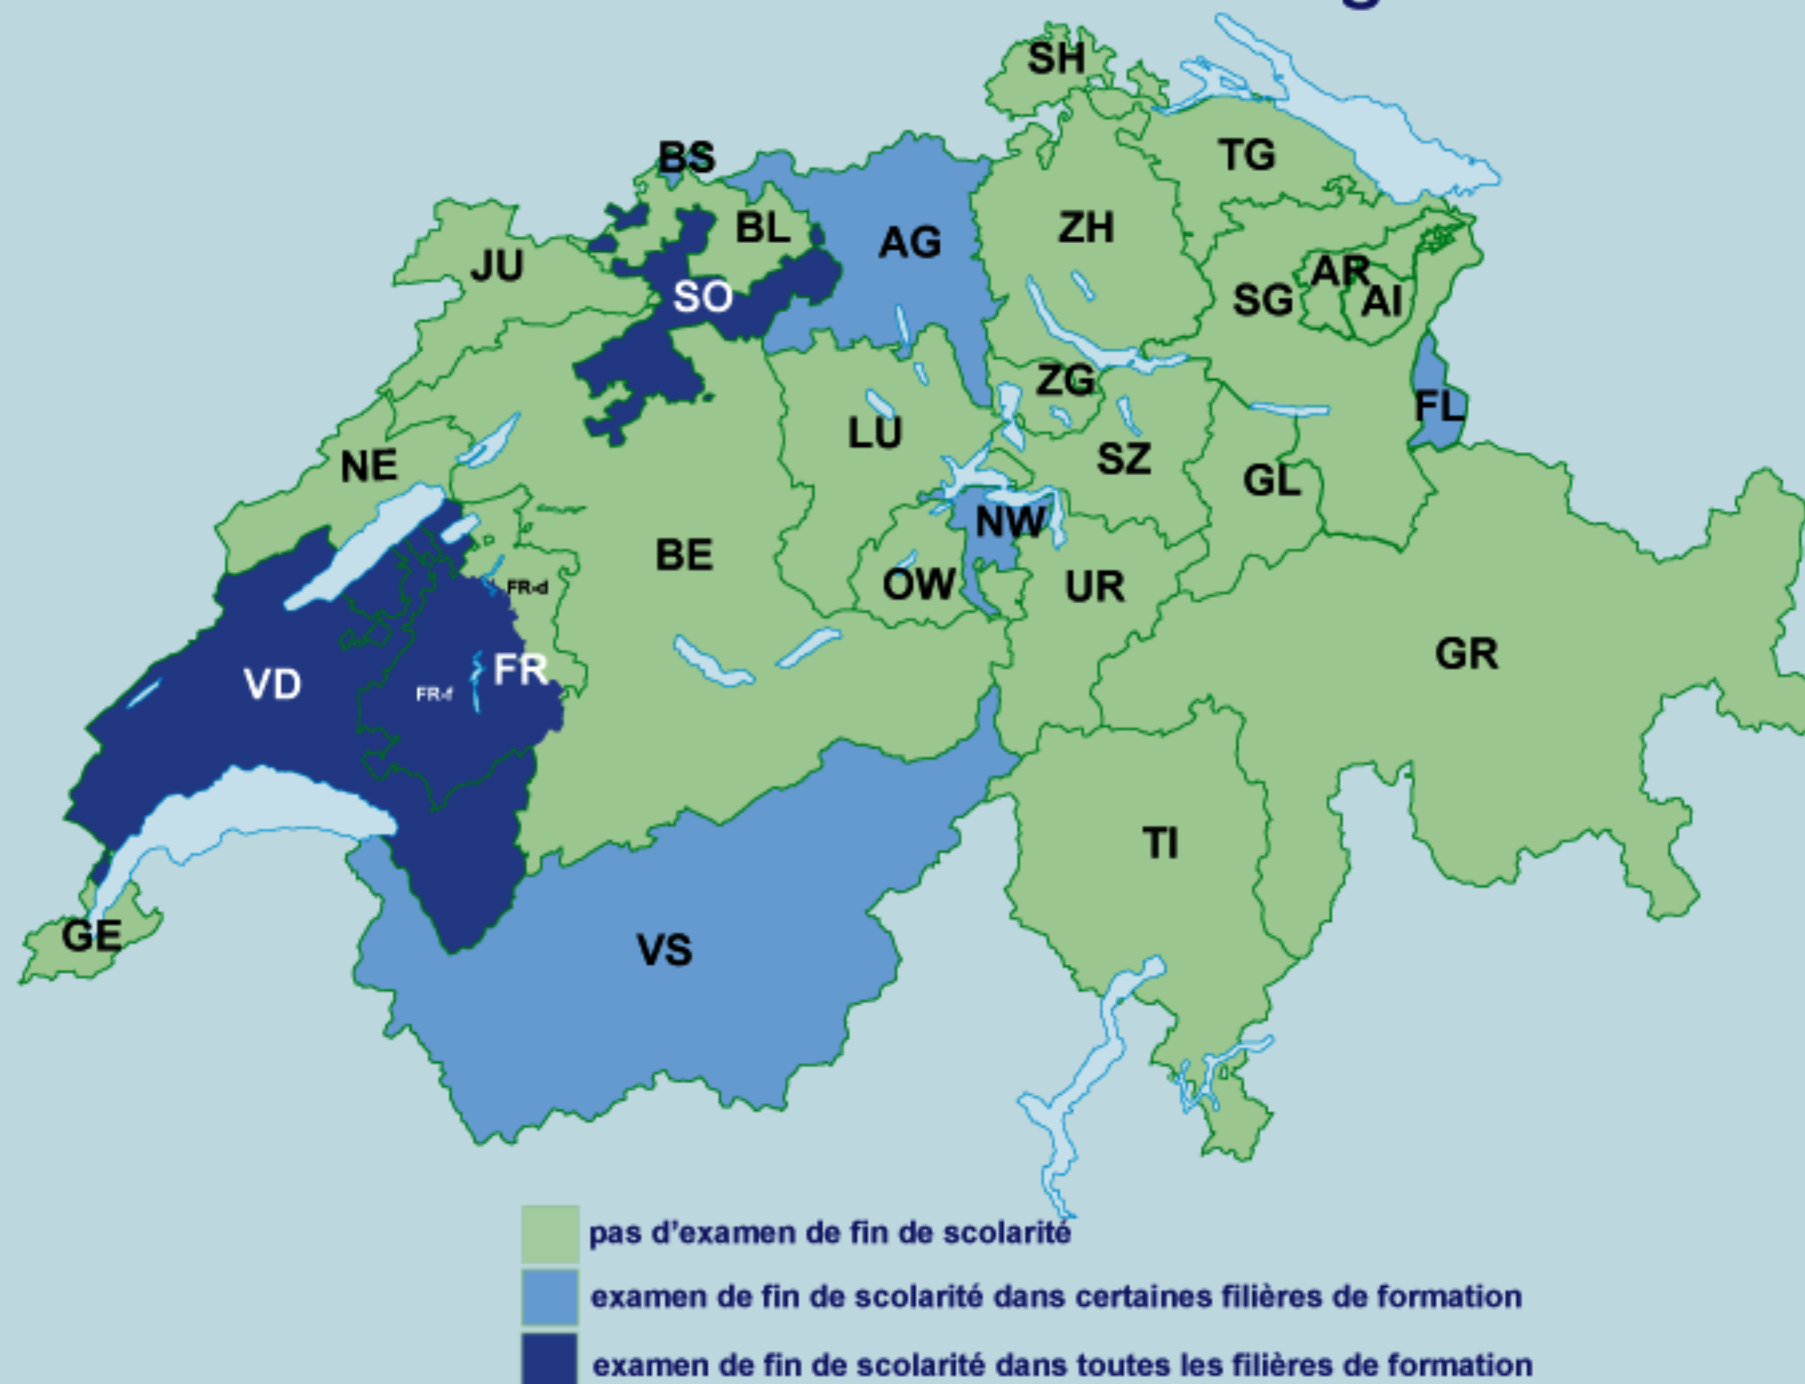 SH
BS
TG
BL
ZH
AG
JU
AR
SO
SG
AI
ZG
FL
LU
SZ
NE
GL
NW
BE
OW
UR
FR-d
GR
FR
VD
FR-f
TI
GE
VS
pas d'examen de fin de scolarité
examen de fin de scolarité dans certaines filières de formation
examen de fin de scolarité dans toutes les filières de formation